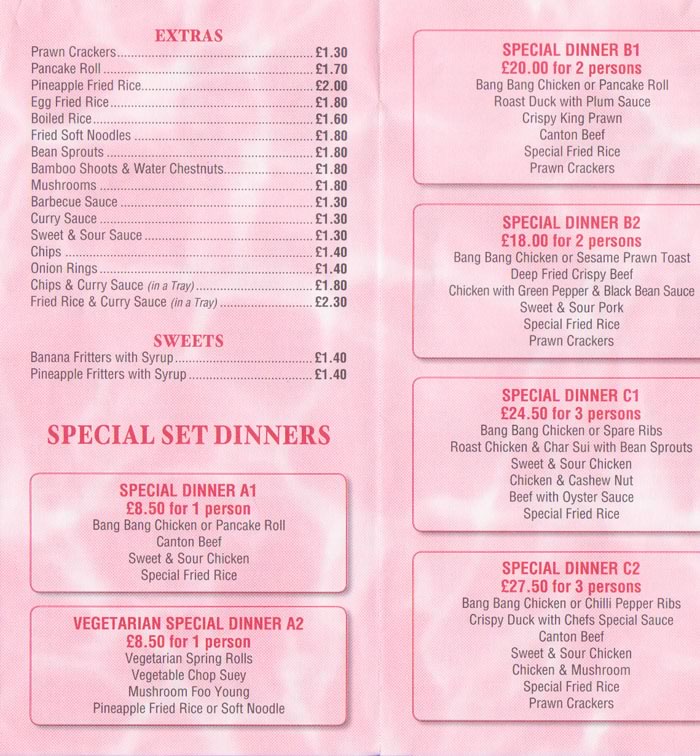 EXTRAS
Prawn Crackers £1.30
Pancake Roll £1.70
Pineapple Fried Rice £2.00
Egg Fried Rice £1.80
Boiled Rice £1.60
Fried Soft Noodles £1.80
Bean Sprouts £1.80
Bamboo Shoots & Water Chestnuts £1.80
Mushrooms £1.80
Barbecue Sauce £1.30
Curry Sauce £1.30
Sweet & Sour Sauce £1.30
Chips £1.40
Onion Rings £1.40
Chips & Curry Sauce (in a Tray) £1.80
Fried Rice & Curry Sauce (in a Tray) £2.30
SWEETS
Banana Fritters with Syrup £1.40
Pineapple Fritters with Syrup £1.40
SPECIAL SET DINNERS
SPECIAL DINNER A1
£8.50 for 1 person
Bang Bang Chicken or Pancake Roll
Canton Beef
Sweet & Sour Chicken
Special Fried Rice
VEGETARIAN SPECIAL DINNER A2
£8.50 for 1 person
Vegetarian Spring Rolls
Vegetable Chop Suey
Mushroom Foo Young
Pineapple Fried Rice or Soft Noodle
SPECIAL DINNER B1
£20.00 for 2 persons
Bang Bang Chicken or Pancake Roll
Roast Duck with Plum Sauce
Crispy King Prawn
Canton Beef
Special Fried Rice
Prawn Crackers
SPECIAL DINNER B2
£18.00 for 2 persons
Bang Bang Chicken or Sesame Prawn Toast
Deep Fried Crispy Beef
Chicken with Green Pepper & Black Bean Sauce
Sweet & Sour Pork
Special Fried Rice
Prawn Crackers
SPECIAL DINNER C1
£24.50 for 3 persons
Bang Bang Chicken or Spare Ribs
Roast Chicken & Char Sui with Bean Sprouts
Sweet & Sour Chicken
Chicken & Cashew Nut
Beef with Oyster Sauce
Special Fried Rice
SPECIAL DINNER C2
£27.50 for 3 persons
Bang Bang Chicken or Chilli Pepper Ribs
Crispy Duck with Chefs Special Sauce
Canton Beef
Sweet & Sour Chicken
Chicken & Mushroom
Special Fried Rice
Prawn Crackers